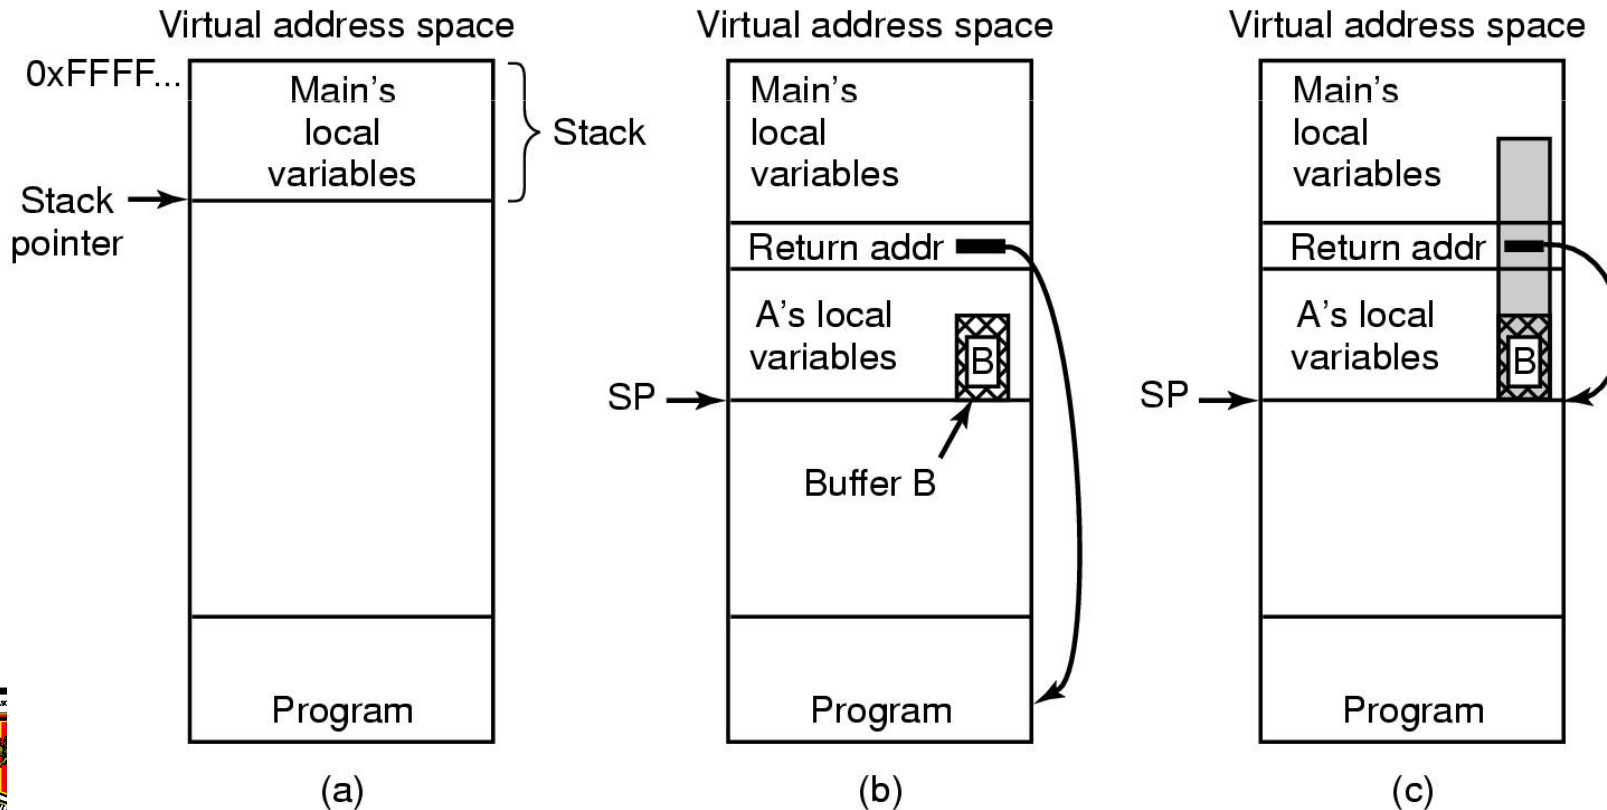 Virtual address space
0xFFFF...
Main's
local
variables
Stack
Stack
pointer
Program
(a)
Virtual address space
Main's
local
variables
Return addr
A's local
variables
B
SP
Buffer B
Program
(b)
Virtual address space
Main's
local
variables
Return addr
A's local
variables
B
SP
Program
(c)